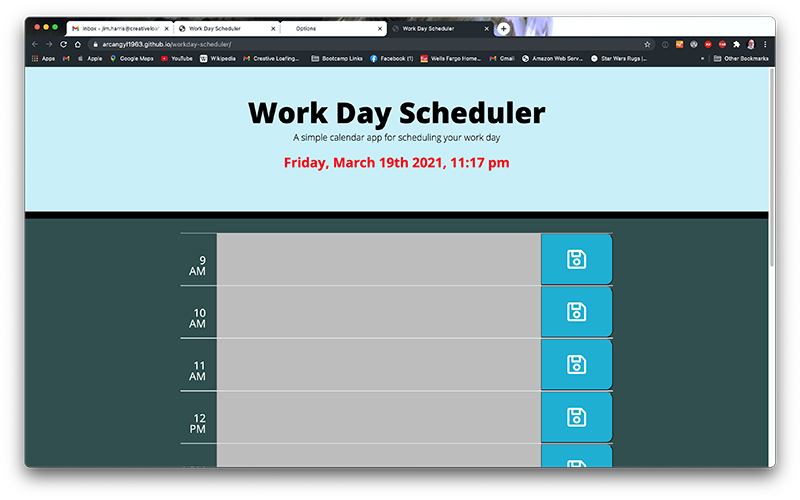 Inbox - jim.harris@creativeloaf
Work Day Scheduler
Options
Work Day Scheduler
arcangyl1963.github.io/workday-scheduler/
Apps
Apple
Google Maps
YouTube
Wikipedia
Creative Loafing...
Bootcamp Links
Facebook (1)
Wells Fargo Home...
Gmail
Amazon Web Serv...
Star Wars Rugs |...
»
Other Bookmarks
Work Day Scheduler
A simple calendar app for scheduling your work day
Friday, March 19th 2021, 11:17 pm
9
AM
10
AM
11
AM
12
PM